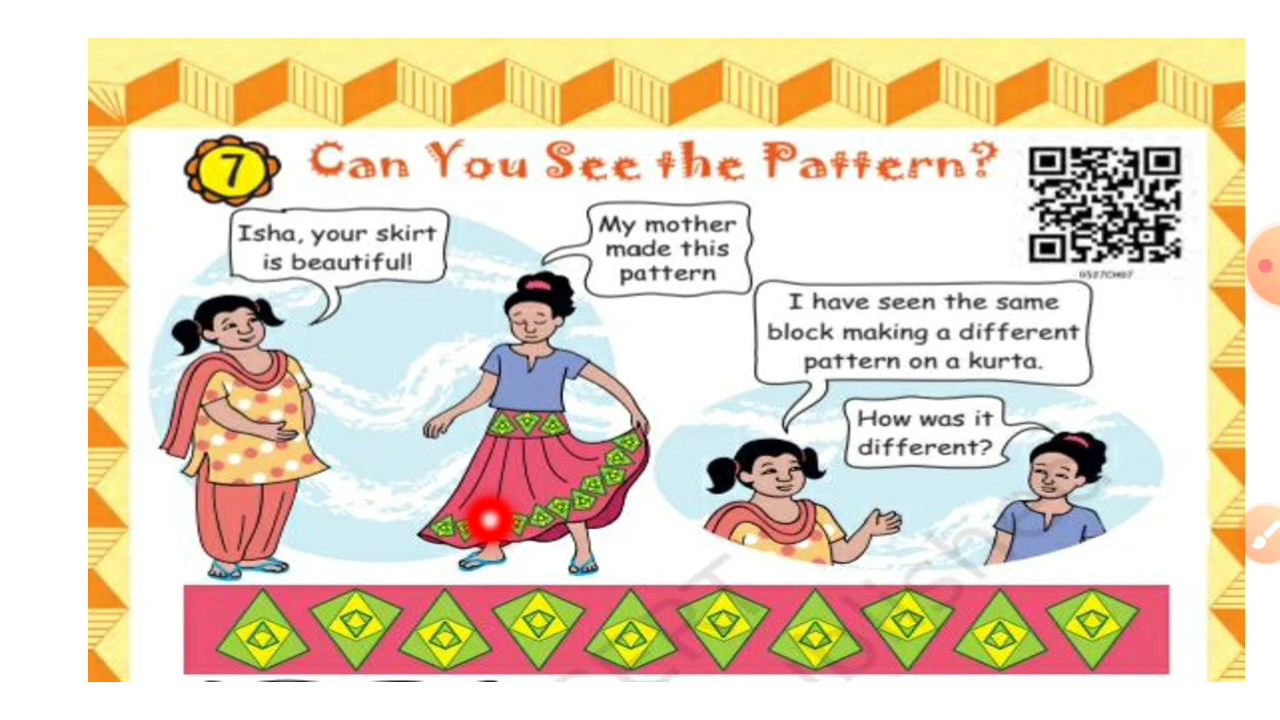 7 Can You See the Pattern?
Isha, your skirt
is beautiful!
My mother
made this
pattern
I have seen the same
block making a different
pattern on a kurta.
How was it
different?
0527CH07